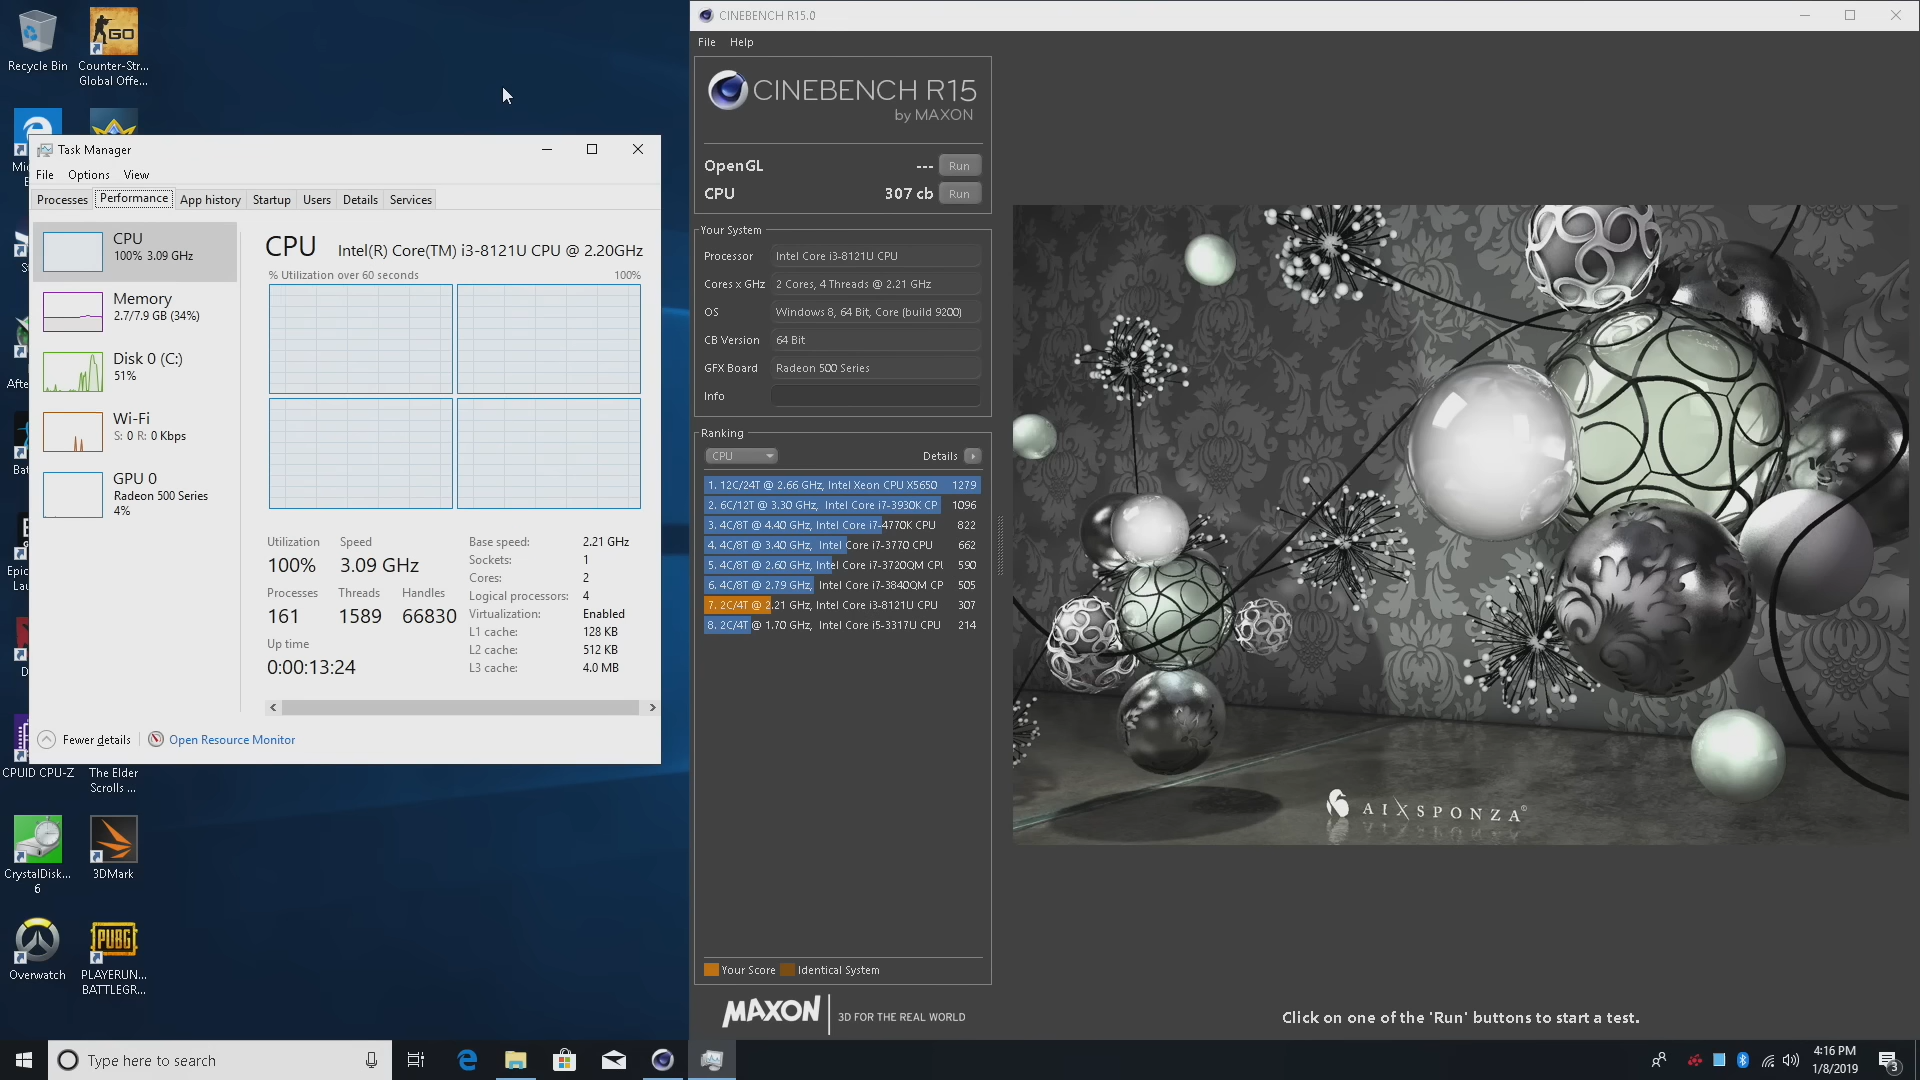 Recycle Bin
Counter-Str...
Global Offe...
Task Manager
File Options View
Processes Performance App history Startup Users Details Services
CPU
100% 3.09 GHz
Memory
2.7/7.9 GB (34%)
Disk 0 (C:)
51%
Wi-Fi
S: 0 R: 0 Kbps
GPU 0
Radeon 500 Series
4%
CPU Intel(R) Core(TM) i3-8121U CPU @ 2.20GHz
% Utilization over 60 seconds 100%
Utilization Speed
100% 3.09 GHz
Processes Threads Handles
161 1589 66830
Up time
0:00:13:24
Base speed: 2.21 GHz
Sockets: 1
Cores: 2
Logical processors: 4
Virtualization: Enabled
L1 cache: 128 KB
L2 cache: 512 KB
L3 cache: 4.0 MB
Fewer details Open Resource Monitor
CPUID CPU-Z
The Elder
Scrolls ...
CrystalDisk...
6
3DMark
Overwatch
PUBG
PLAYERUN...
BATTLEGR...
CINEBENCH R15.0
File Help
CINEBENCH R15
by MAXON
OpenGL --- Run
CPU 307 cb Run
Your System
Processor Intel Core i3-8121U CPU
Cores x GHz 2 Cores, 4 Threads @ 2.21 GHz
OS Windows 8, 64 Bit, Core (build 9200)
CB Version 64 Bit
GFX Board Radeon 500 Series
Info
Ranking
CPU Details
1. 12C/24T @ 2.66 GHz, Intel Xeon CPU X5650 1279
2. 6C/12T @ 3.30 GHz, Intel Core i7-3930K CP 1096
3. 4C/8T @ 4.40 GHz, Intel Core i7-4770K CPU 822
4. 4C/8T @ 3.40 GHz, Intel Core i7-3770 CPU 662
5. 4C/8T @ 2.60 GHz, Intel Core i7-3720QM CPU 590
6. 4C/8T @ 2.79 GHz, Intel Core i7-3840QM CP 505
7. 2C/4T @ 2.21 GHz, Intel Core i3-8121U CPU 307
8. 2C/4T @ 1.70 GHz, Intel Core i5-3317U CPU 214
Your Score Identical System
MAXON 3D FOR THE REAL WORLD
AIXSPONZA®
Click on one of the 'Run' buttons to start a test.
Type here to search
4:16 PM
1/8/2019
3